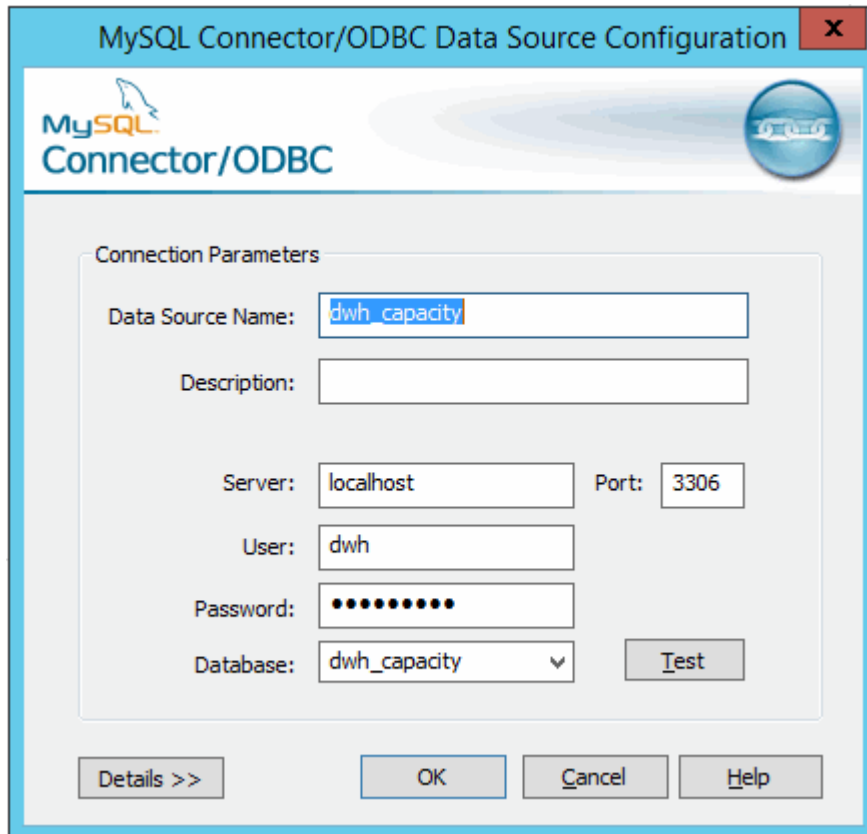 MySQL Connector/ODBC Data Source Configuration
x
MySQL
Connector/ODBC
Connection Parameters
Data Source Name: dwh_capacity
Description:
Server: localhost Port: 3306
User: dwh
Password: •••••••••
Database: dwh_capacity Test
Details >> OK Cancel Help